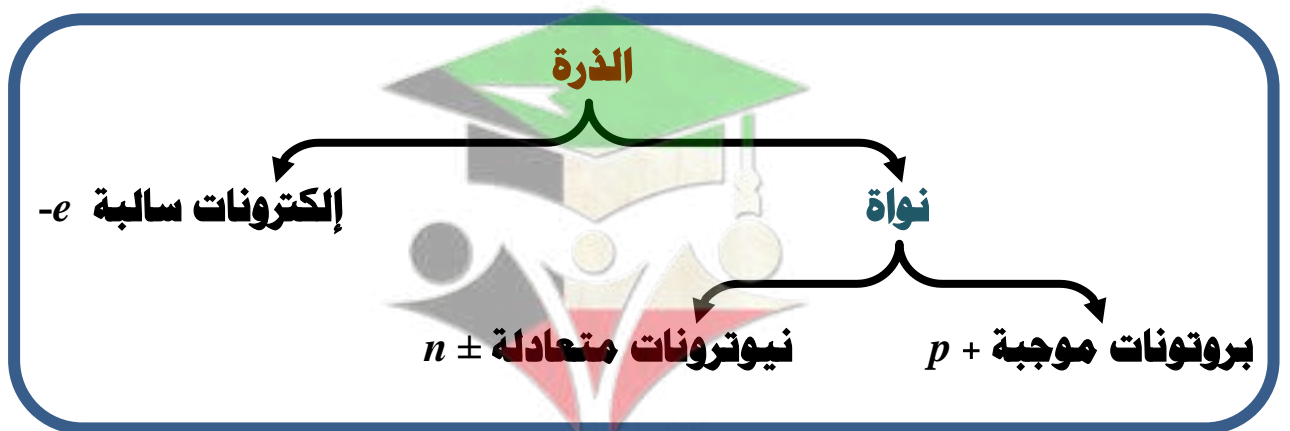 الذرة
نواة
إلكترونات سالبة -e
بروتونات موجبة + p
نيوترونات متعادلة ± n